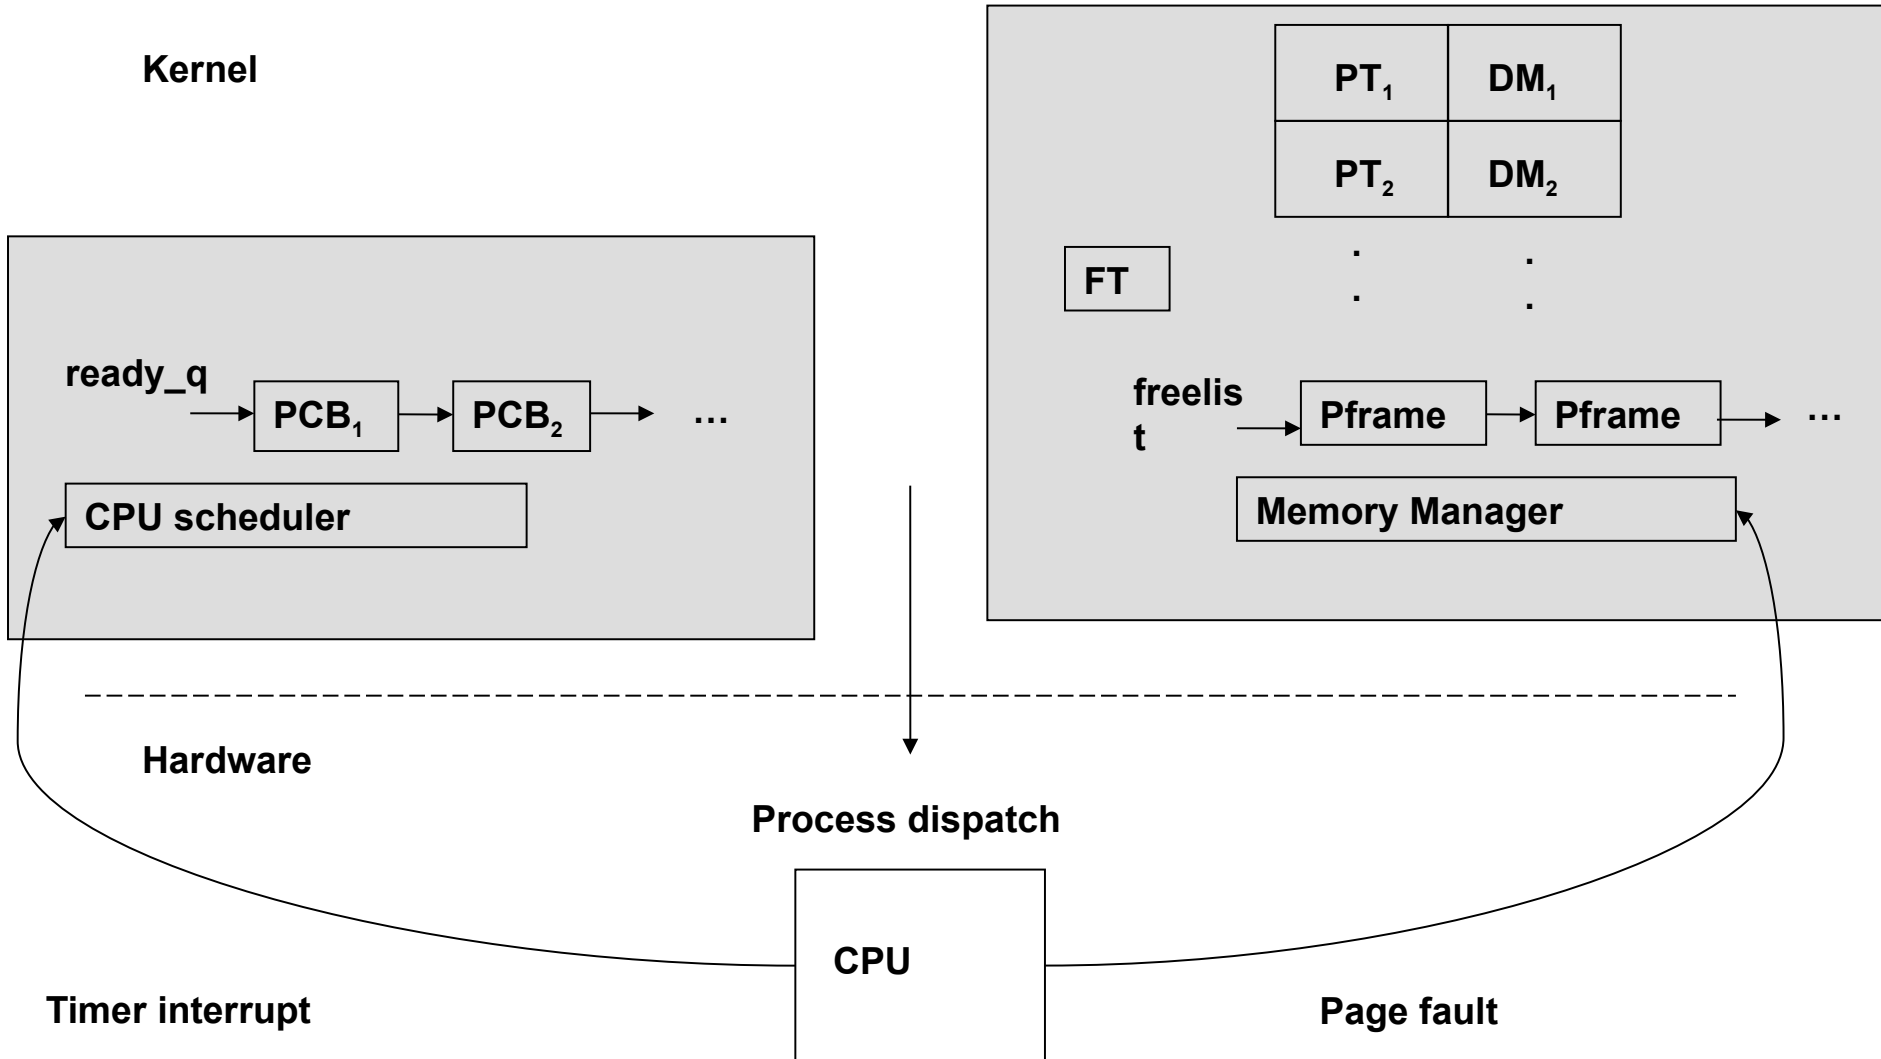 Kernel
PT1 DM1
PT2 DM2
. .
. .
FT
ready_q
PCB1 PCB2 ...
CPU scheduler
freelis
t
Pframe Pframe ...
Memory Manager
Hardware
Process dispatch
CPU
Timer interrupt
Page fault